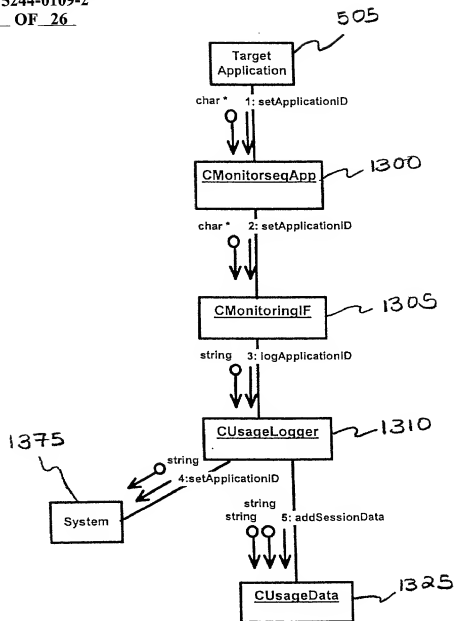 5244-0109-2
OF 26
505
Target
Application
char * 1: setApplicationID
CMonitorseqApp
1300
char * 2: setApplicationID
CMonitoringIF
1305
string 3: logApplicationID
CUsageLogger
1310
1375
string
4:setApplicationID
System
string
string 5: addSessionData
CUsageData
1325